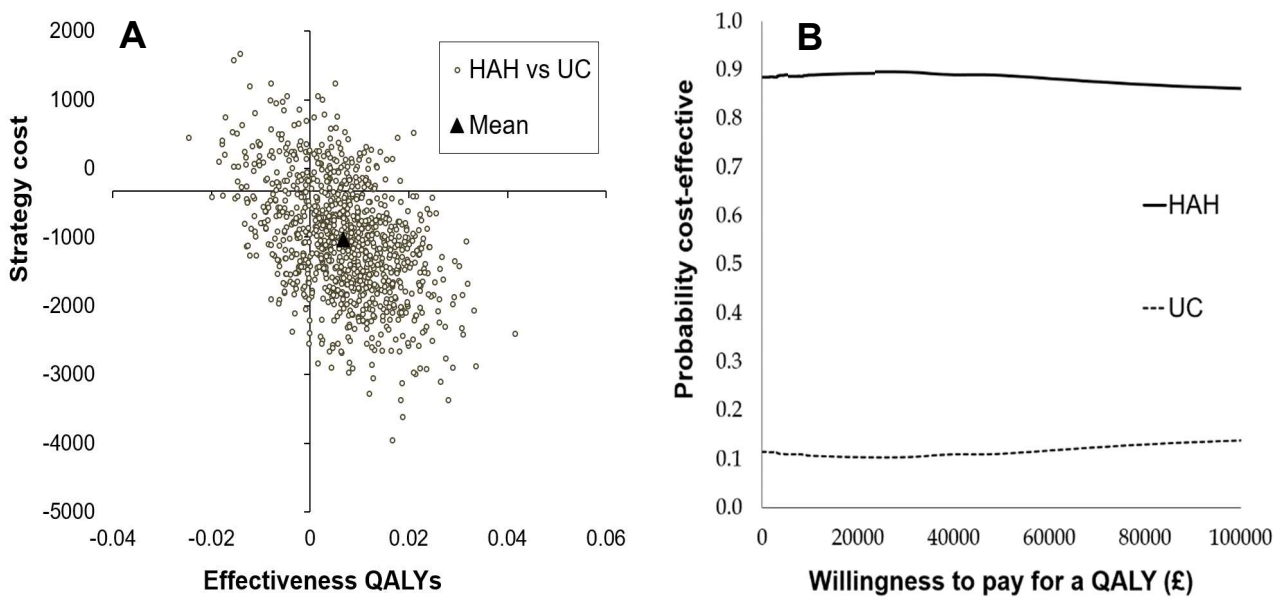 A
2000
1000
0
-1000
-2000
-3000
-4000
-5000
Strategy cost
HAH vs UC
Mean
-0.04 -0.02 0 0.02 0.04 0.06
Effectiveness QALYs
B
1.0
0.9
0.8
0.7
0.6
0.5
0.4
0.3
0.2
0.1
0.0
Probability cost-effective
HAH
UC
0 20000 40000 60000 80000 100000
Willingness to pay for a QALY (£)